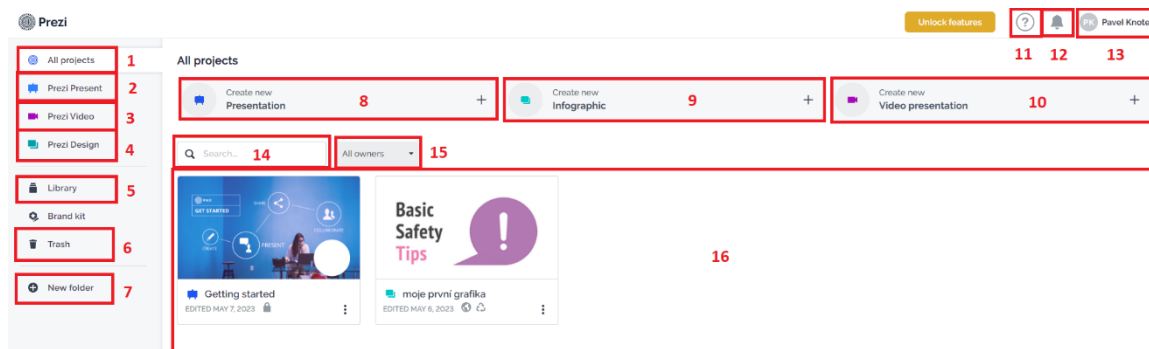 Prezi
Unlock features
?
PK Pavel Knote
11 12 13
All projects 1
Prezi Present 2
Prezi Video 3
Prezi Design 4
Library 5
Brand kit
Trash 6
New folder 7
All projects
Create new
Presentation 8 +
Create new
Infographic 9 +
Create new
Video presentation 10 +
Search... 14
All owners 15
GET STARTED
SHARE
COLLABORATE
CREATE
PRESENT
Getting started
EDITED MAY 7, 2023
Basic
Safety
Tips
!
moje první grafika
EDITED MAY 6, 2023
16